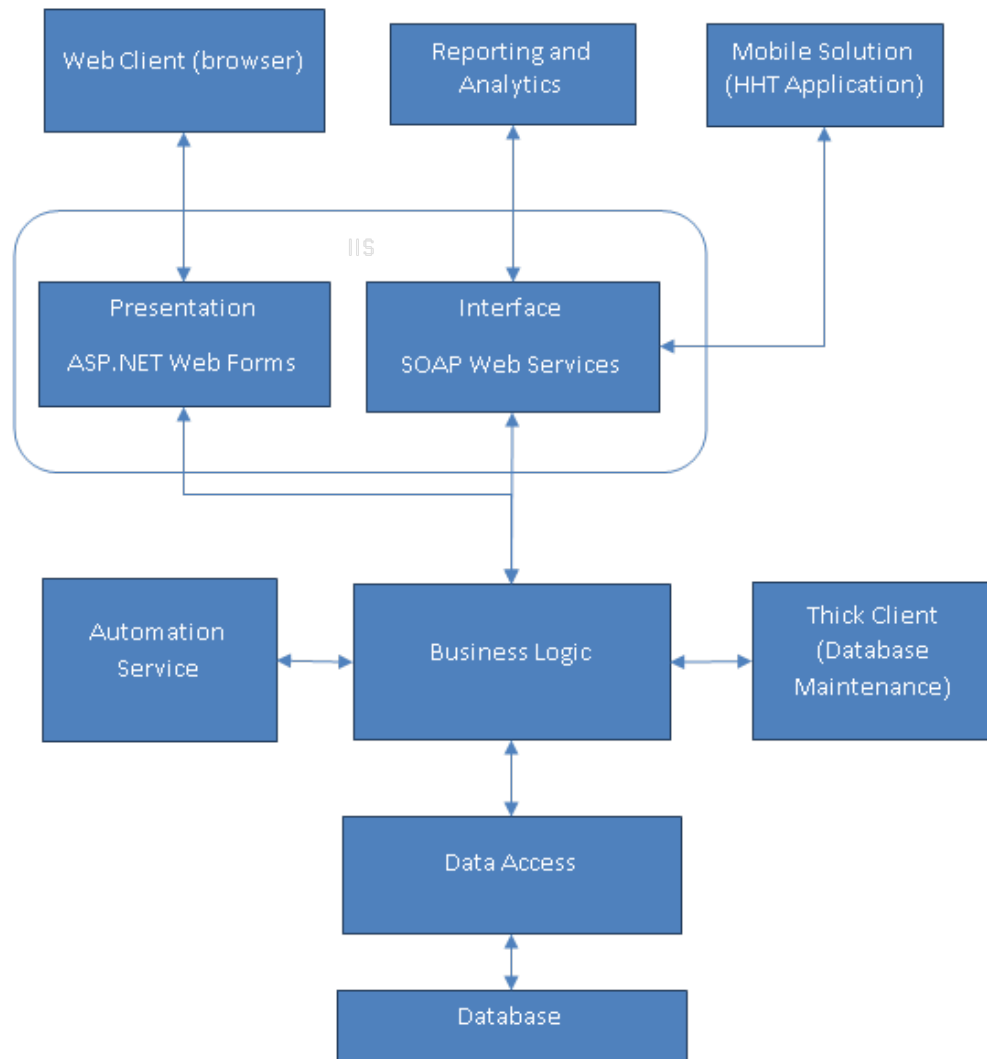 Web Client (browser)
Reporting and
Analytics
Mobile Solution
(HHT Application)
IIS
Presentation
ASP.NET Web Forms
Interface
SOAP Web Services
Automation
Service
Business Logic
Thick Client
(Database
Maintenance)
Data Access
Database